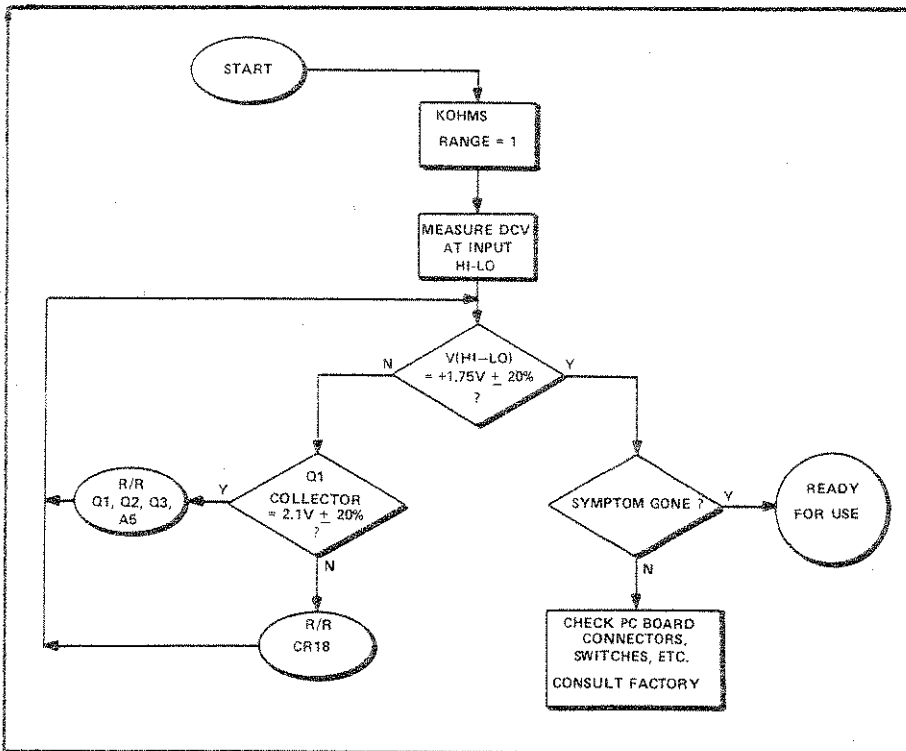 START
KOHMS
RANGE = 1
MEASURE DCV
AT INPUT
HI-LO
V(HI–LO)
= +1.75V ± 20%
?
N
Y
Q1
COLLECTOR
= 2.1V ± 20%
?
Y
N
R/R
Q1, Q2, Q3,
A5
R/R
CR18
SYMPTOM GONE ?
Y
N
READY
FOR USE
CHECK PC BOARD
CONNECTORS,
SWITCHES, ETC.
CONSULT FACTORY